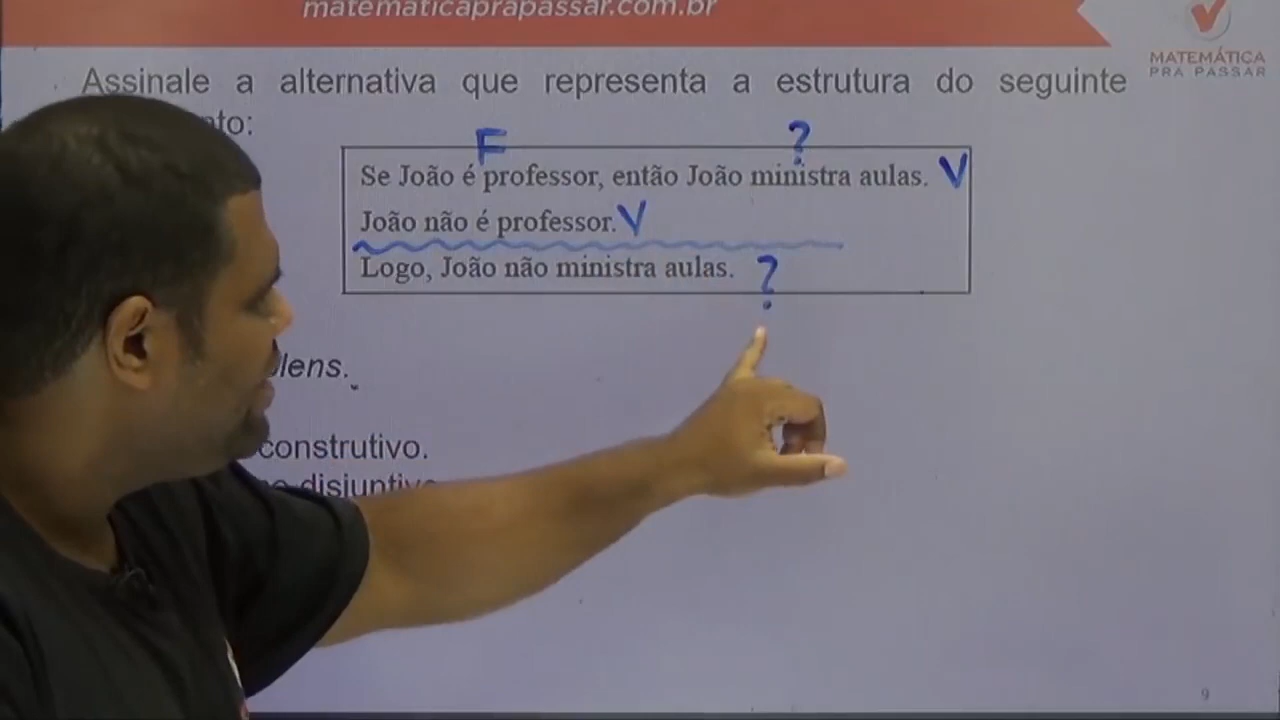 matematicaprapassar.com.br
MATEMÁTICA
PRA PASSAR
Assinale a alternativa que representa a estrutura do seguinte
F ?
Se João é professor, então João ministra aulas. V
João não é professor. V
Logo, João não ministra aulas. ?
construtivo.
9